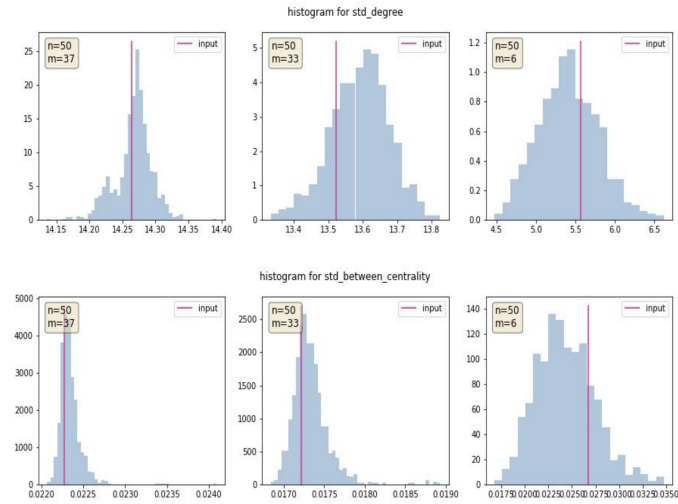 histogram for std_degree
n=50
m=37
input
25
20
15
10
5
0
14.15 14.20 14.25 14.30 14.35 14.40
n=50
m=33
input
5
4
3
2
1
0
13.4 13.5 13.6 13.7 13.8
n=50
m=6
input
1.2
1.0
0.8
0.6
0.4
0.2
0.0
4.5 5.0 5.5 6.0 6.5
histogram for std_between_centrality
n=50
m=37
input
5000
4000
3000
2000
1000
0
0.0220 0.0225 0.0230 0.0235 0.0240
n=50
m=33
input
2500
2000
1500
1000
500
0
0.0170 0.0175 0.0180 0.0185 0.0190
n=50
m=6
input
140
120
100
80
60
40
20
0
0.0175 0.0200 0.0225 0.0250 0.0275 0.0300 0.0325 0.0350